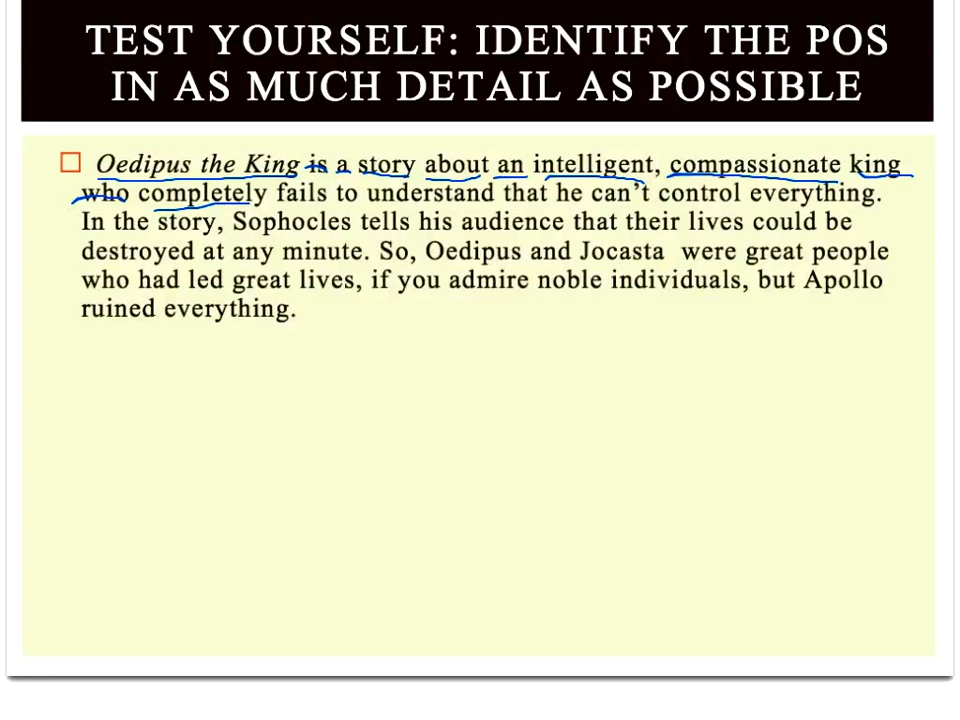 TEST YOURSELF: IDENTIFY THE POS
IN AS MUCH DETAIL AS POSSIBLE
Oedipus the King is a story about an intelligent, compassionate king
who completely fails to understand that he can't control everything.
In the story, Sophocles tells his audience that their lives could be
destroyed at any minute. So, Oedipus and Jocasta were great people
who had led great lives, if you admire noble individuals, but Apollo
ruined everything.